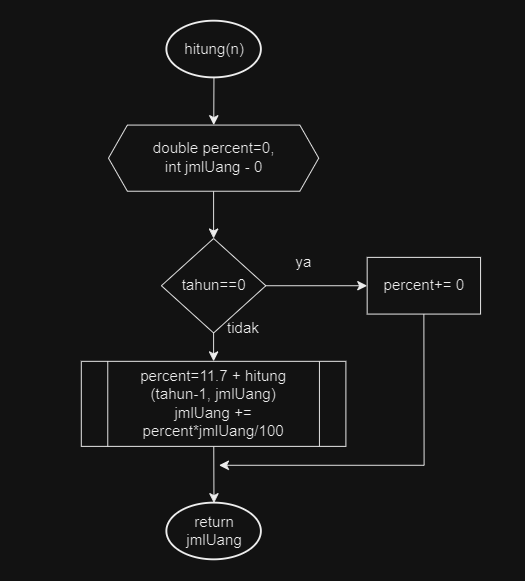 hitung(n)
double percent=0,
int jmlUang - 0
tahun==0
ya
percent+= 0
tidak
percent=11.7 + hitung
(tahun-1, jmlUang)
jmlUang +=
percent*jmlUang/100
return
jmlUang